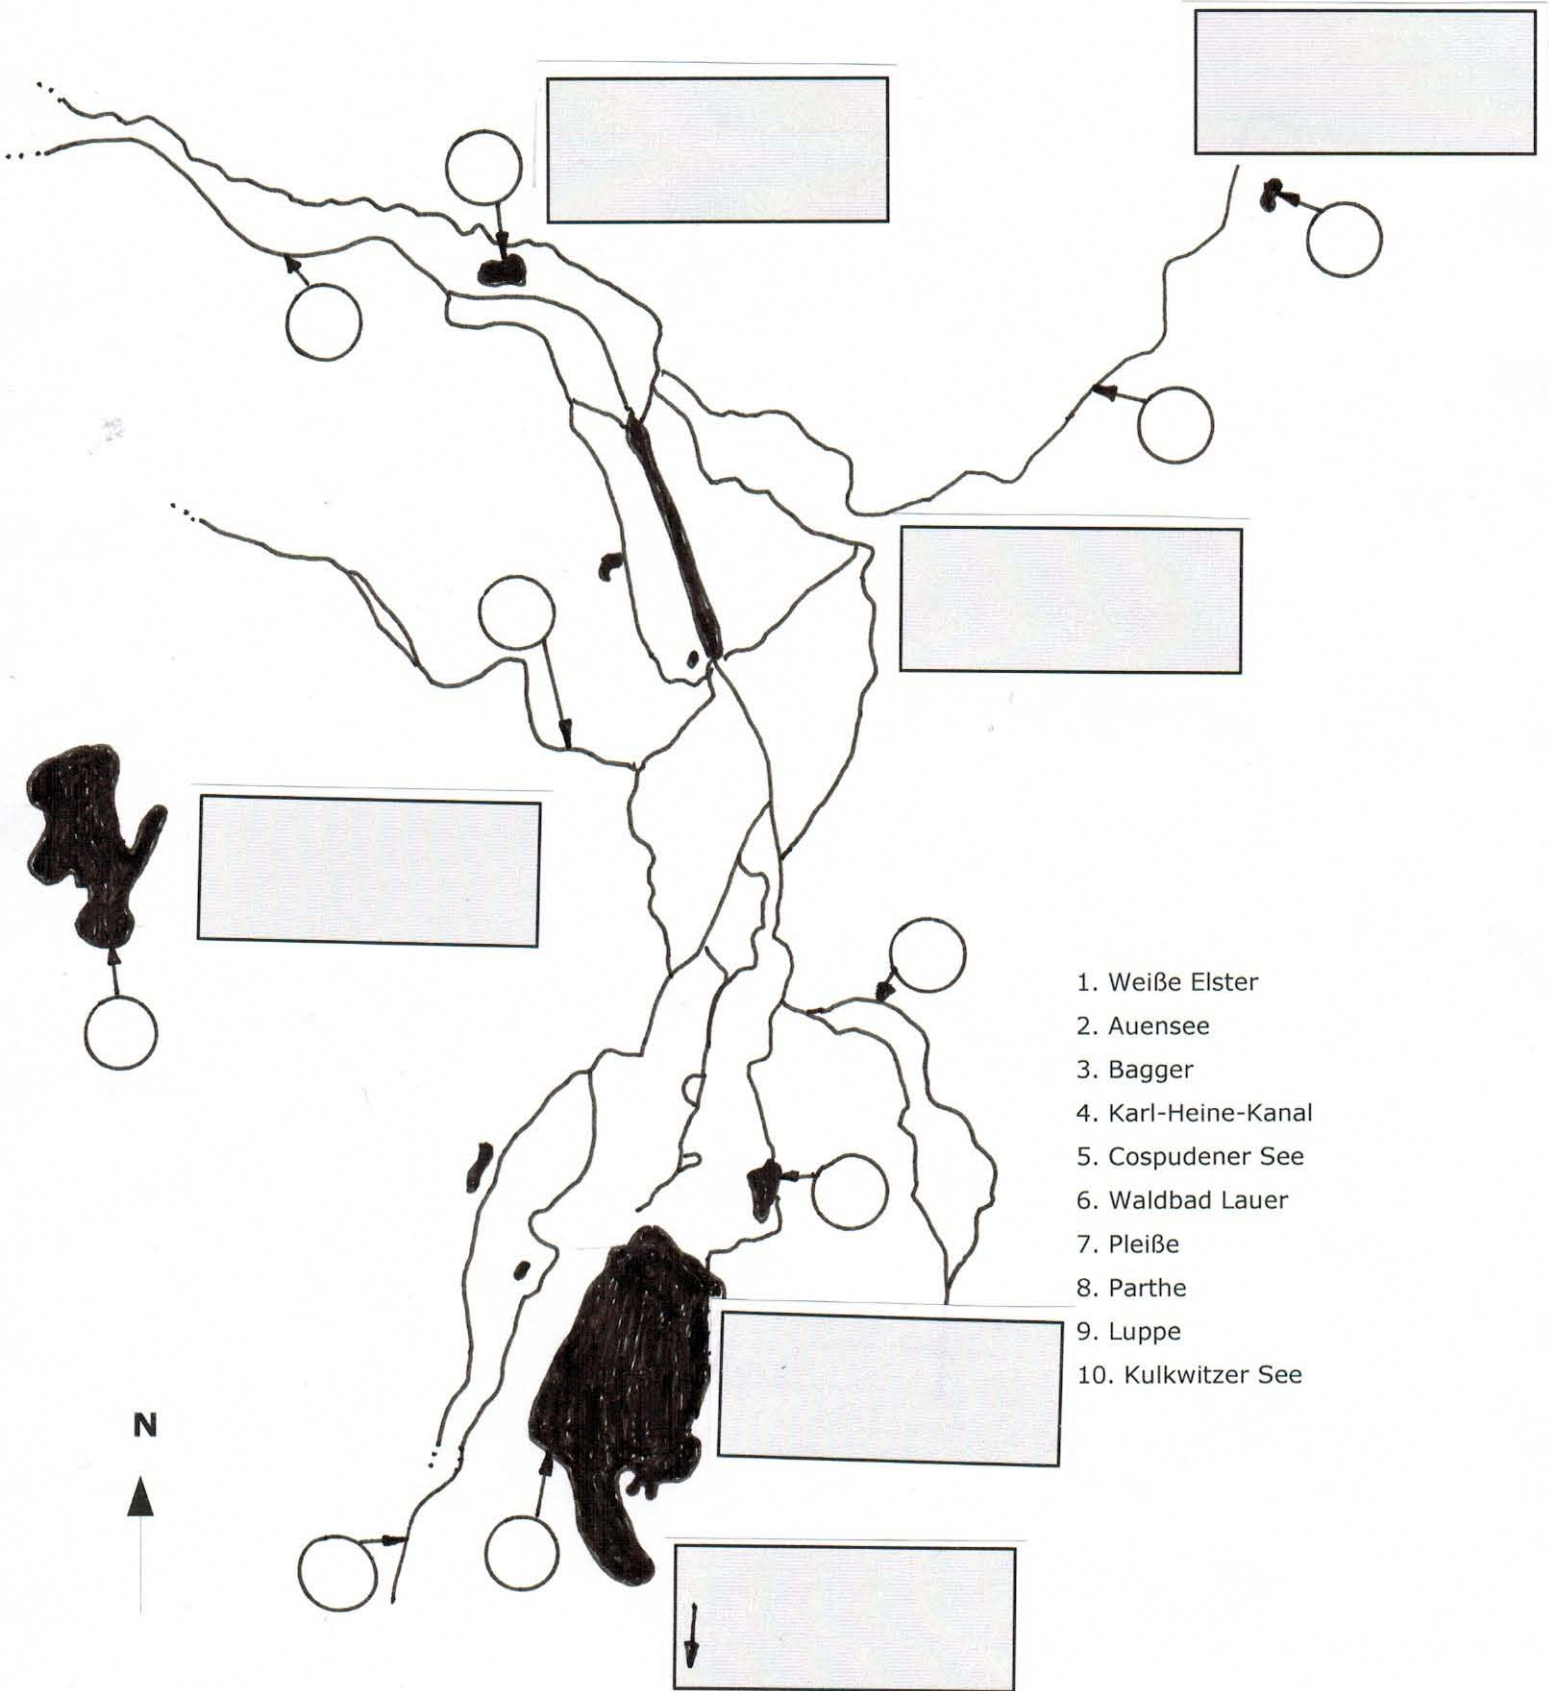 1. Weiße Elster
2. Auensee
3. Bagger
4. Karl-Heine-Kanal
5. Cospudener See
6. Waldbad Lauer
7. Pleiße
8. Parthe
9. Luppe
10. Kulkwitzer See
N